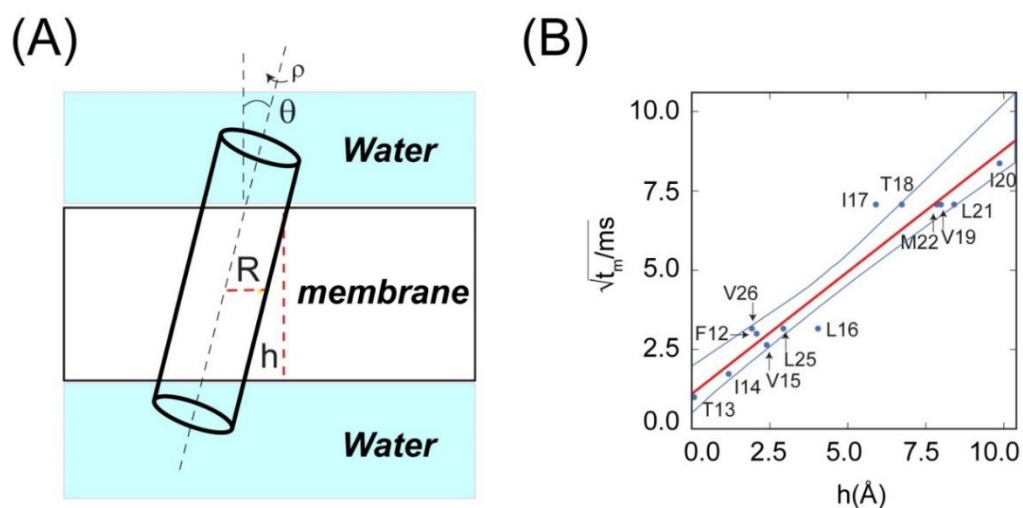 (A)
ρ
θ
Water
R
membrane
h
Water
(B)
√tm/ms
10.0
7.5
5.0
2.5
0.0
I17
T18
I20
M22
V19
L21
V26
F12
L16
L25
V15
I14
T13
0.0
2.5
5.0
7.5
10.0
h(Å)